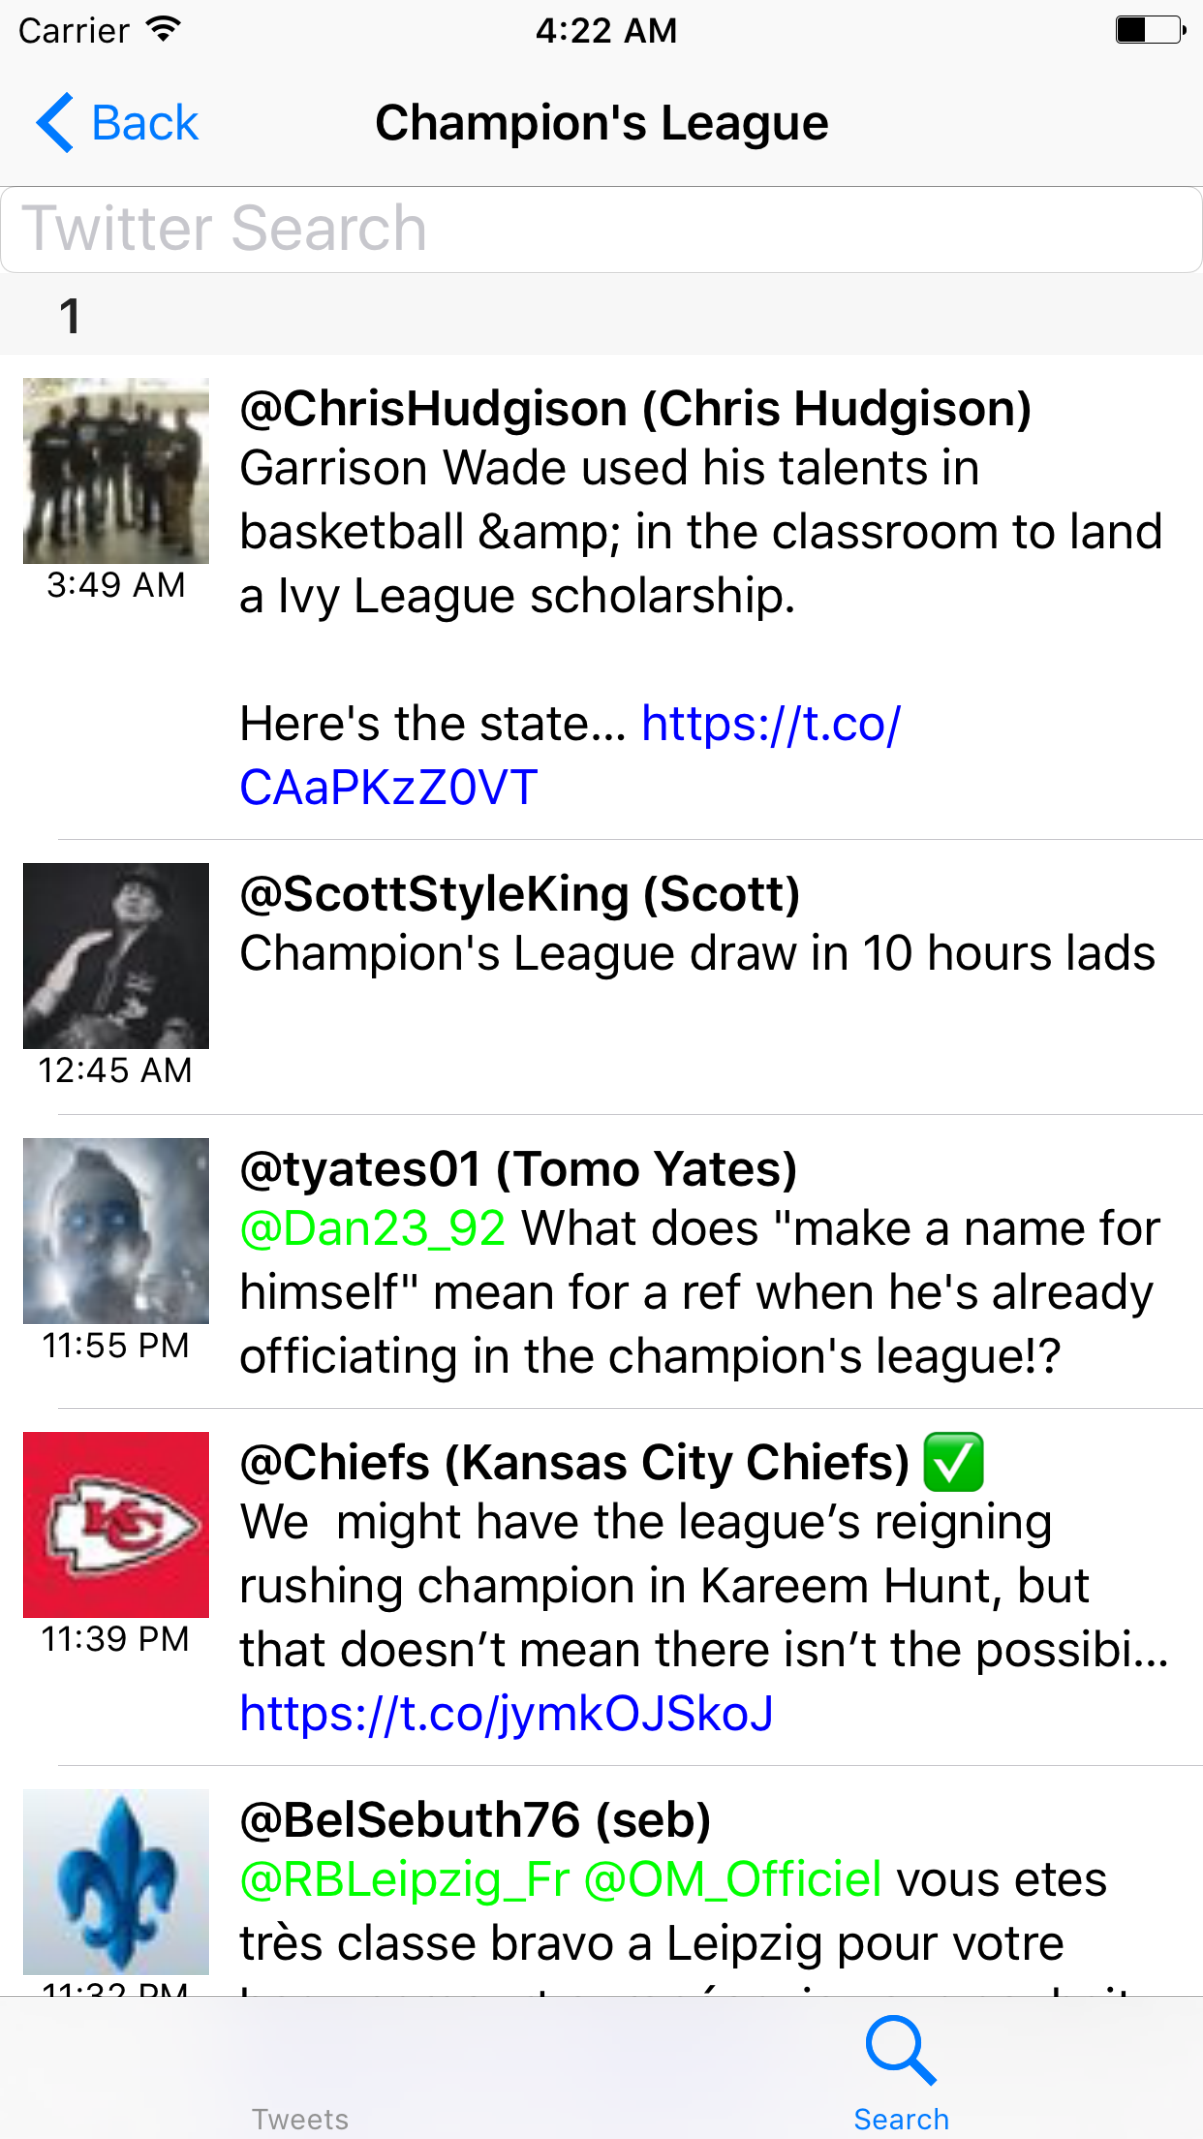 Carrier 4:22 AM
Back Champion's League
Twitter Search
1
@ChrisHudgison (Chris Hudgison)
Garrison Wade used his talents in
basketball &amp; in the classroom to land
a Ivy League scholarship.
Here's the state... https://t.co/
CAaPKzZ0VT
3:49 AM
@ScottStyleKing (Scott)
Champion's League draw in 10 hours lads
12:45 AM
@tyates01 (Tomo Yates)
@Dan23_92 What does "make a name for
himself" mean for a ref when he's already
officiating in the champion's league!?
11:55 PM
@Chiefs (Kansas City Chiefs) ✅
We  might have the league’s reigning
rushing champion in Kareem Hunt, but
that doesn’t mean there isn’t the possibi...
https://t.co/jymkOJSkoJ
11:39 PM
KC
@BelSebuth76 (seb)
@RBLeipzig_Fr @OM_Officiel vous etes
très classe bravo a Leipzig pour votre
11:32 PM
Tweets
Search